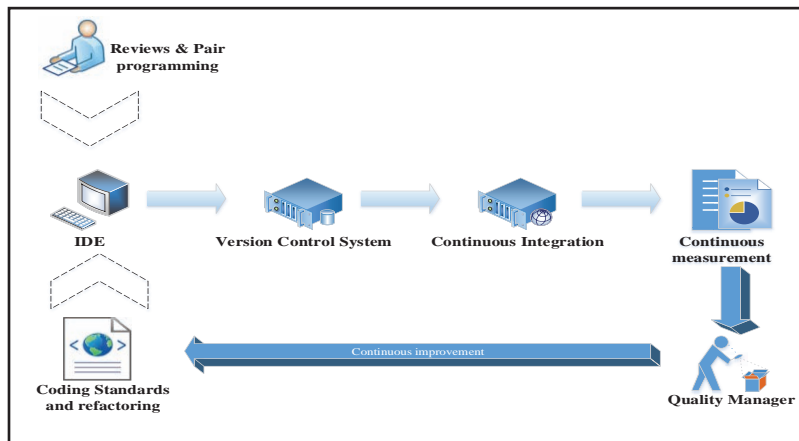 Reviews & Pair
programming
IDE
Version Control System
Continuous Integration
Continuous
measurement
Continuous improvement
Coding Standards
and refactoring
Quality Manager